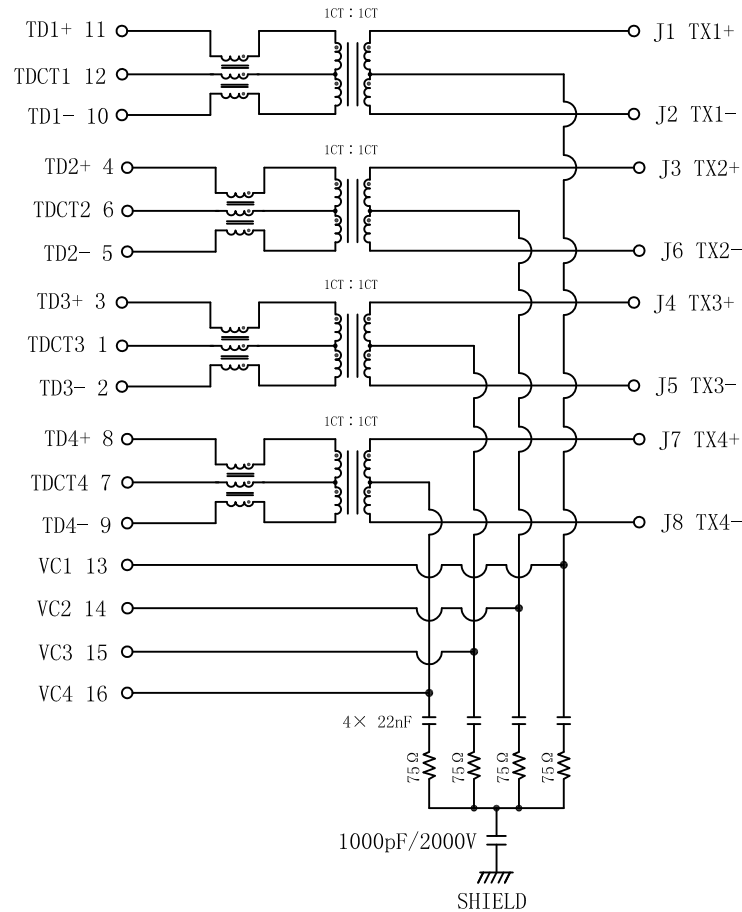 1CT:1CT
TD1+ 11
J1 TX1+
TDCT1 12
TD1- 10
J2 TX1-
1CT:1CT
TD2+ 4
J3 TX2+
TDCT2 6
TD2- 5
J6 TX2-
1CT:1CT
TD3+ 3
J4 TX3+
TDCT3 1
TD3- 2
J5 TX3-
1CT:1CT
TD4+ 8
J7 TX4+
TDCT4 7
TD4- 9
J8 TX4-
VC1 13
VC2 14
VC3 15
VC4 16
4× 22nF
75Ω
75Ω
75Ω
75Ω
1000pF/2000V
SHIELD